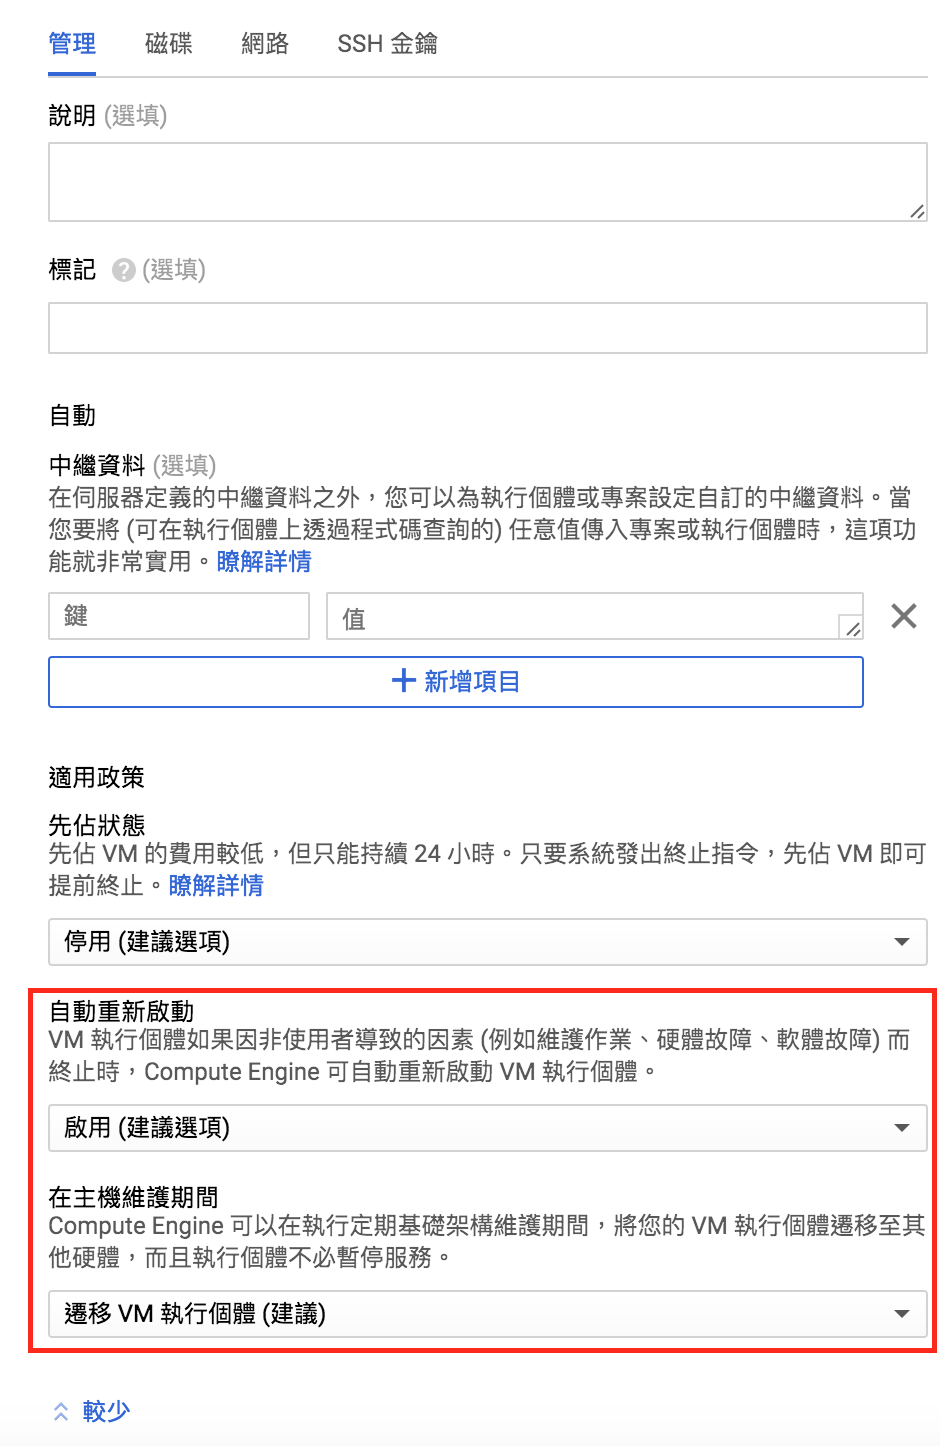 管理 磁碟 網路 SSH 金鑰
說明 (選填)
標記 ? (選填)
自動
中繼資料 (選填)
在伺服器定義的中繼資料之外，您可以為執行個體或專案設定自訂的中繼資料。當
您要將 (可在執行個體上透過程式碼查詢的) 任意值傳入專案或執行個體時，這項功
能就非常實用。瞭解詳情
鍵 值
新增項目
適用政策
先佔狀態
先佔 VM 的費用較低，但只能持續 24 小時。只要系統發出終止指令，先佔 VM 即可
提前終止。瞭解詳情
停用 (建議選項)
自動重新啟動
VM 執行個體如果因非使用者導致的因素 (例如維護作業、硬體故障、軟體故障) 而
終止時，Compute Engine 可自動重新啟動 VM 執行個體。
啟用 (建議選項)
在主機維護期間
Compute Engine 可以在執行定期基礎架構維護期間，將您的 VM 執行個體遷移至其
他硬體，而且執行個體不必暫停服務。
遷移 VM 執行個體 (建議)
較少